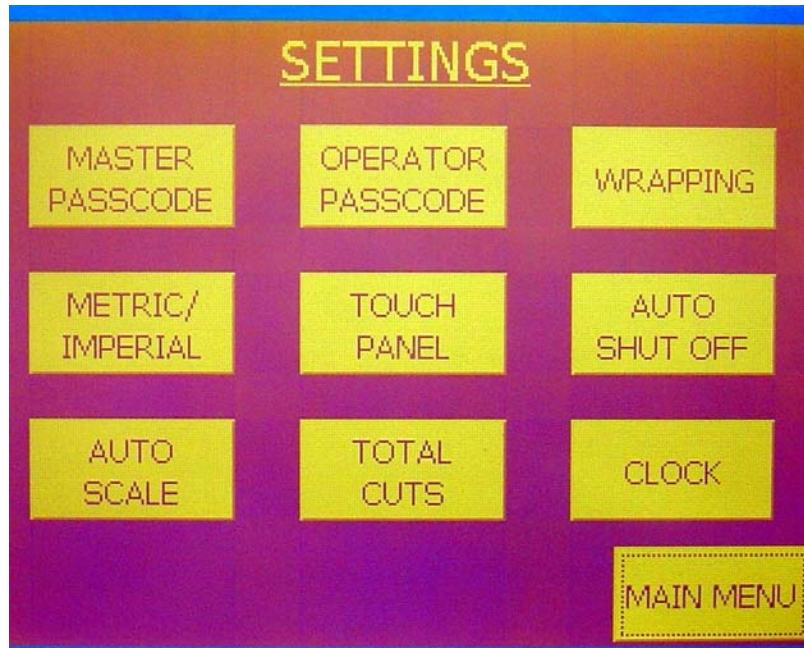 SETTINGS
MASTER
PASSCODE
OPERATOR
PASSCODE
WRAPPING
METRIC/
IMPERIAL
TOUCH
PANEL
AUTO
SHUT OFF
AUTO
SCALE
TOTAL
CUTS
CLOCK
MAIN MENU